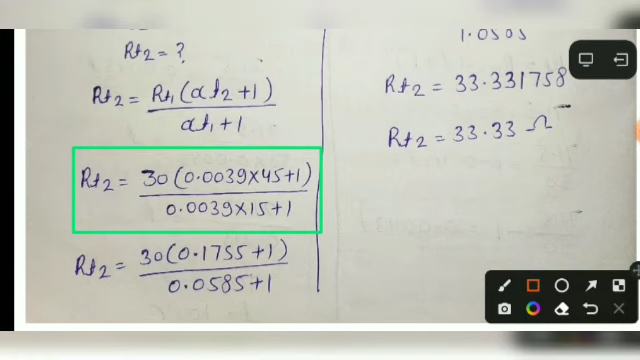 Rt2 = ?
Rt2 = Rt1 (αt2 + 1) / αt1 + 1
Rt2 = 30 (0.0039 × 45 + 1) / 0.0039 × 15 + 1
Rt2 = 30 (0.1755 + 1) / 0.0585 + 1
1.0505
Rt2 = 33.331758
Rt2 = 33.33 Ω